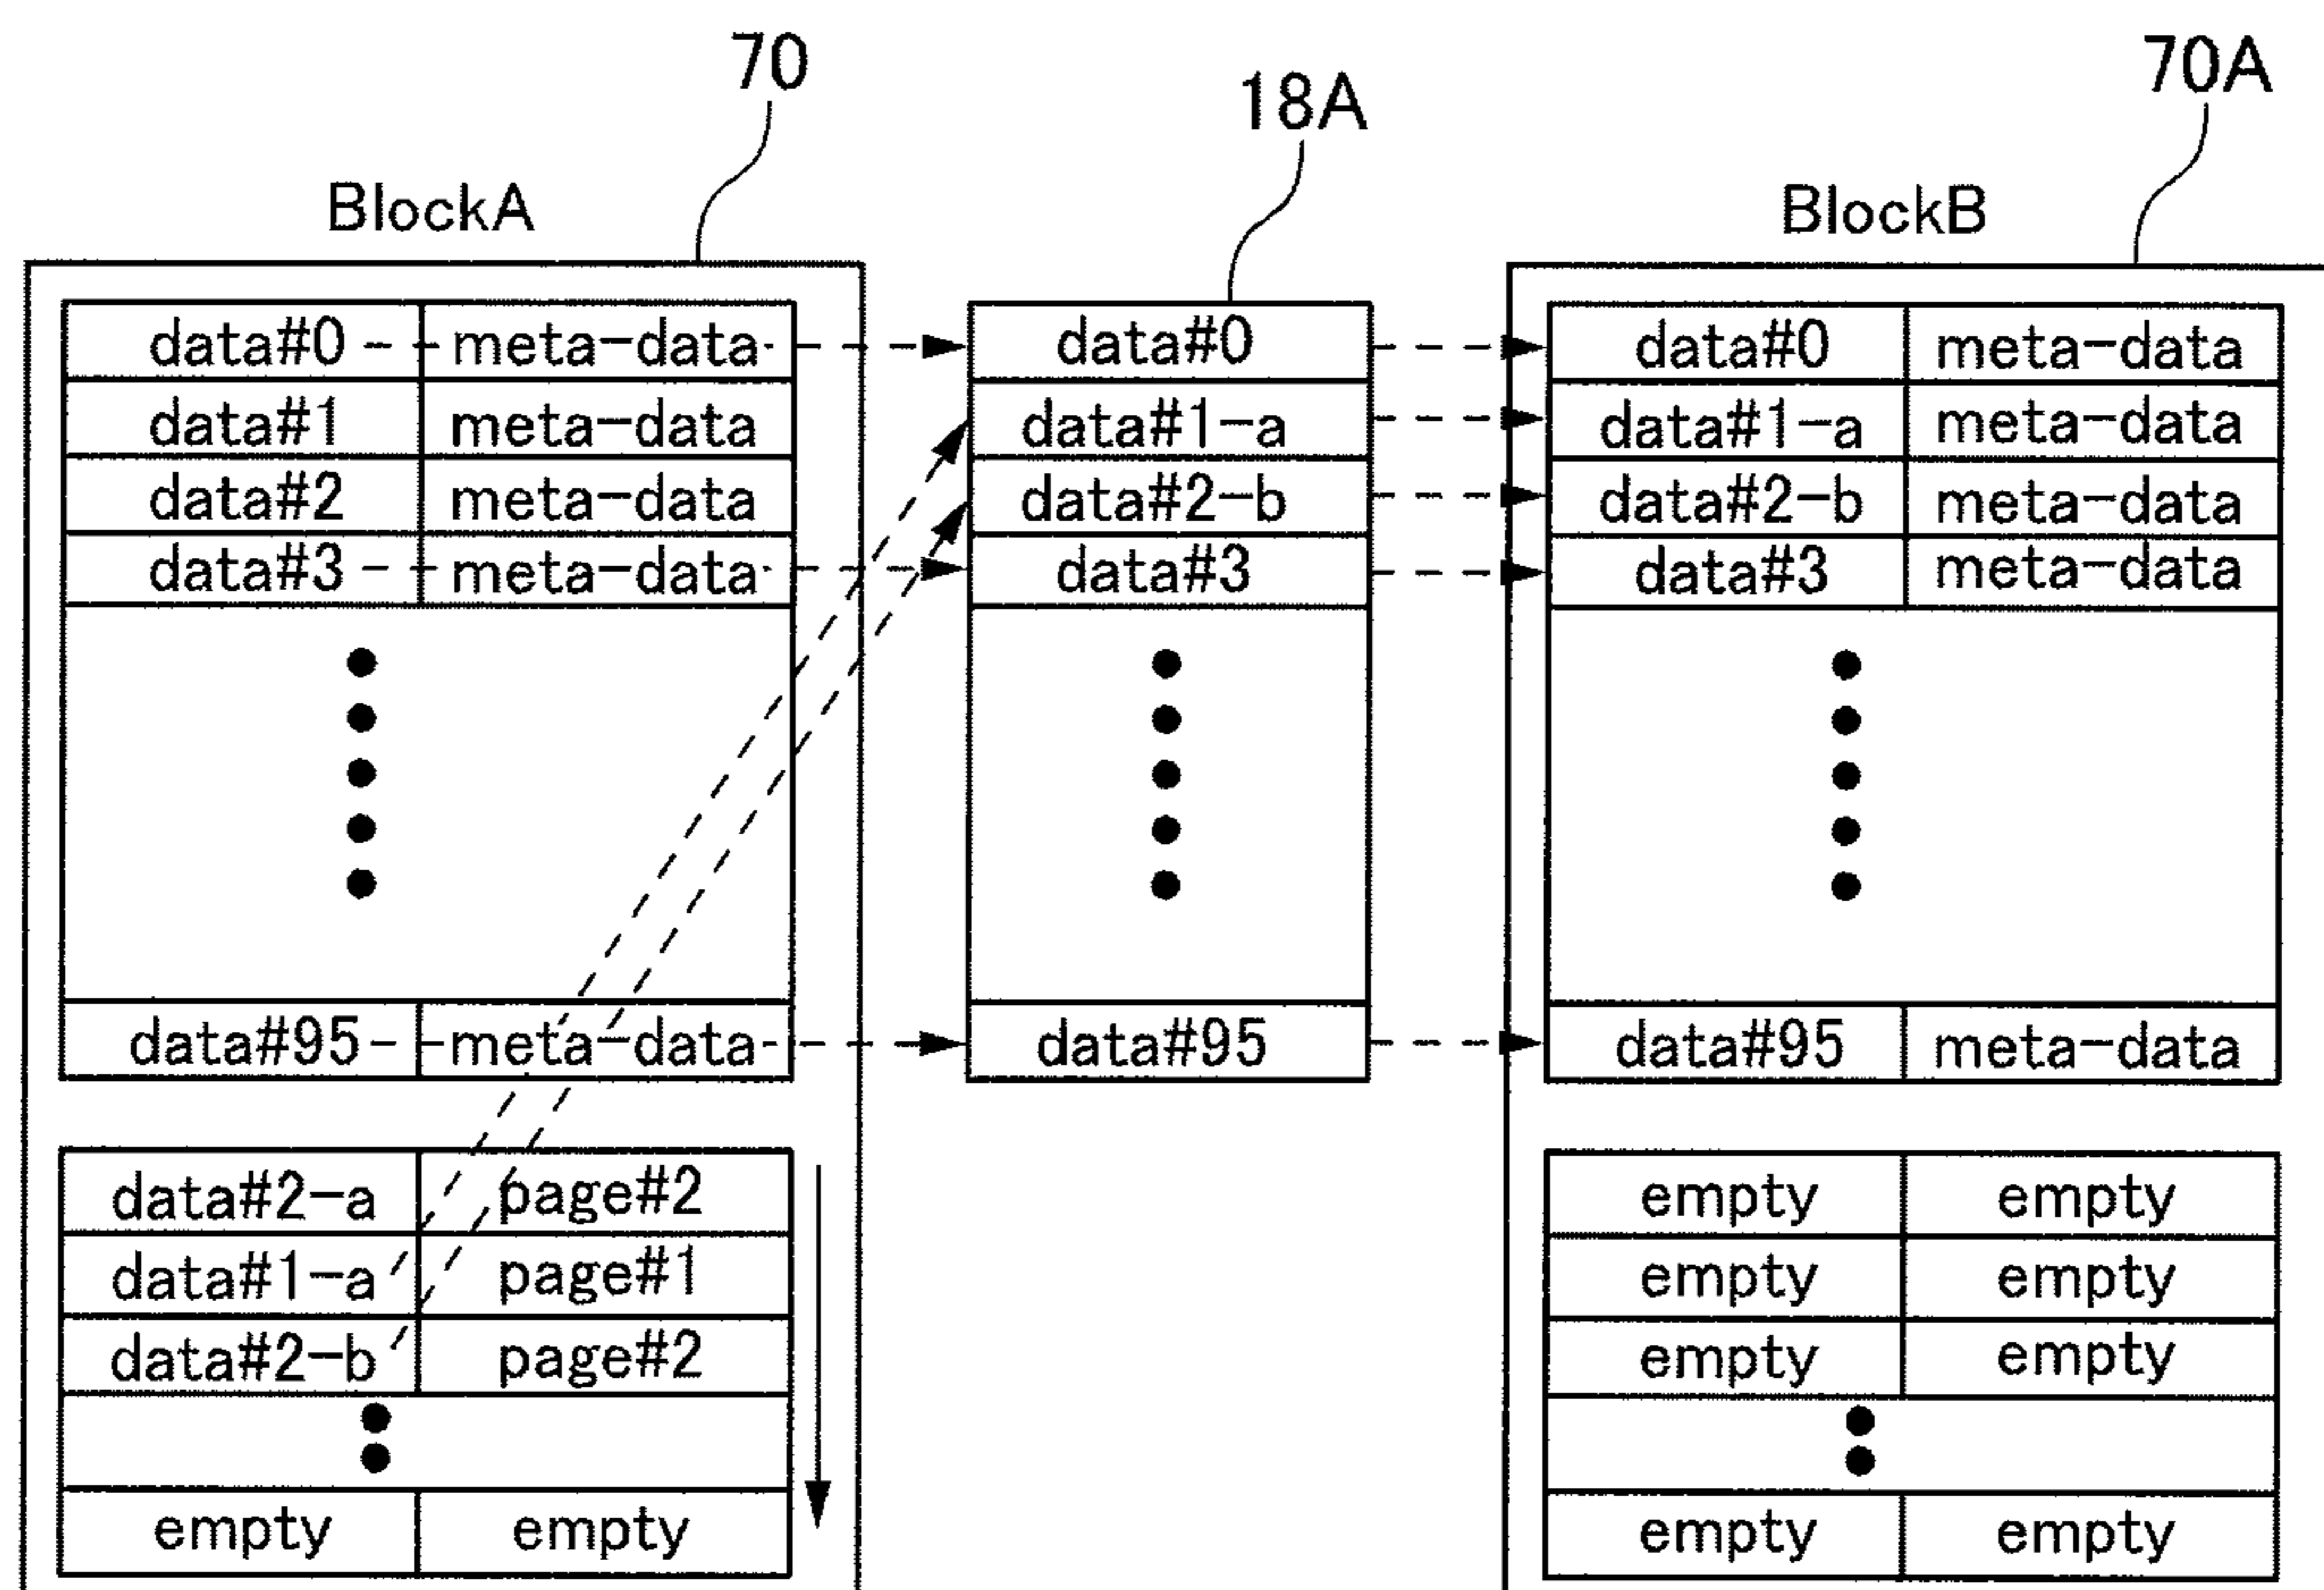 70
18A
70A
BlockA
BlockB
data#0 meta-data data#0 data#0 meta-data
data#1 meta-data data#1-a data#1-a meta-data
data#2 meta-data data#2-b data#2-b meta-data
data#3 meta-data data#3 data#3 meta-data
data#95 meta-data data#95 data#95 meta-data
data#2-a page#2 empty empty
data#1-a page#1 empty empty
data#2-b page#2 empty empty
empty empty empty empty